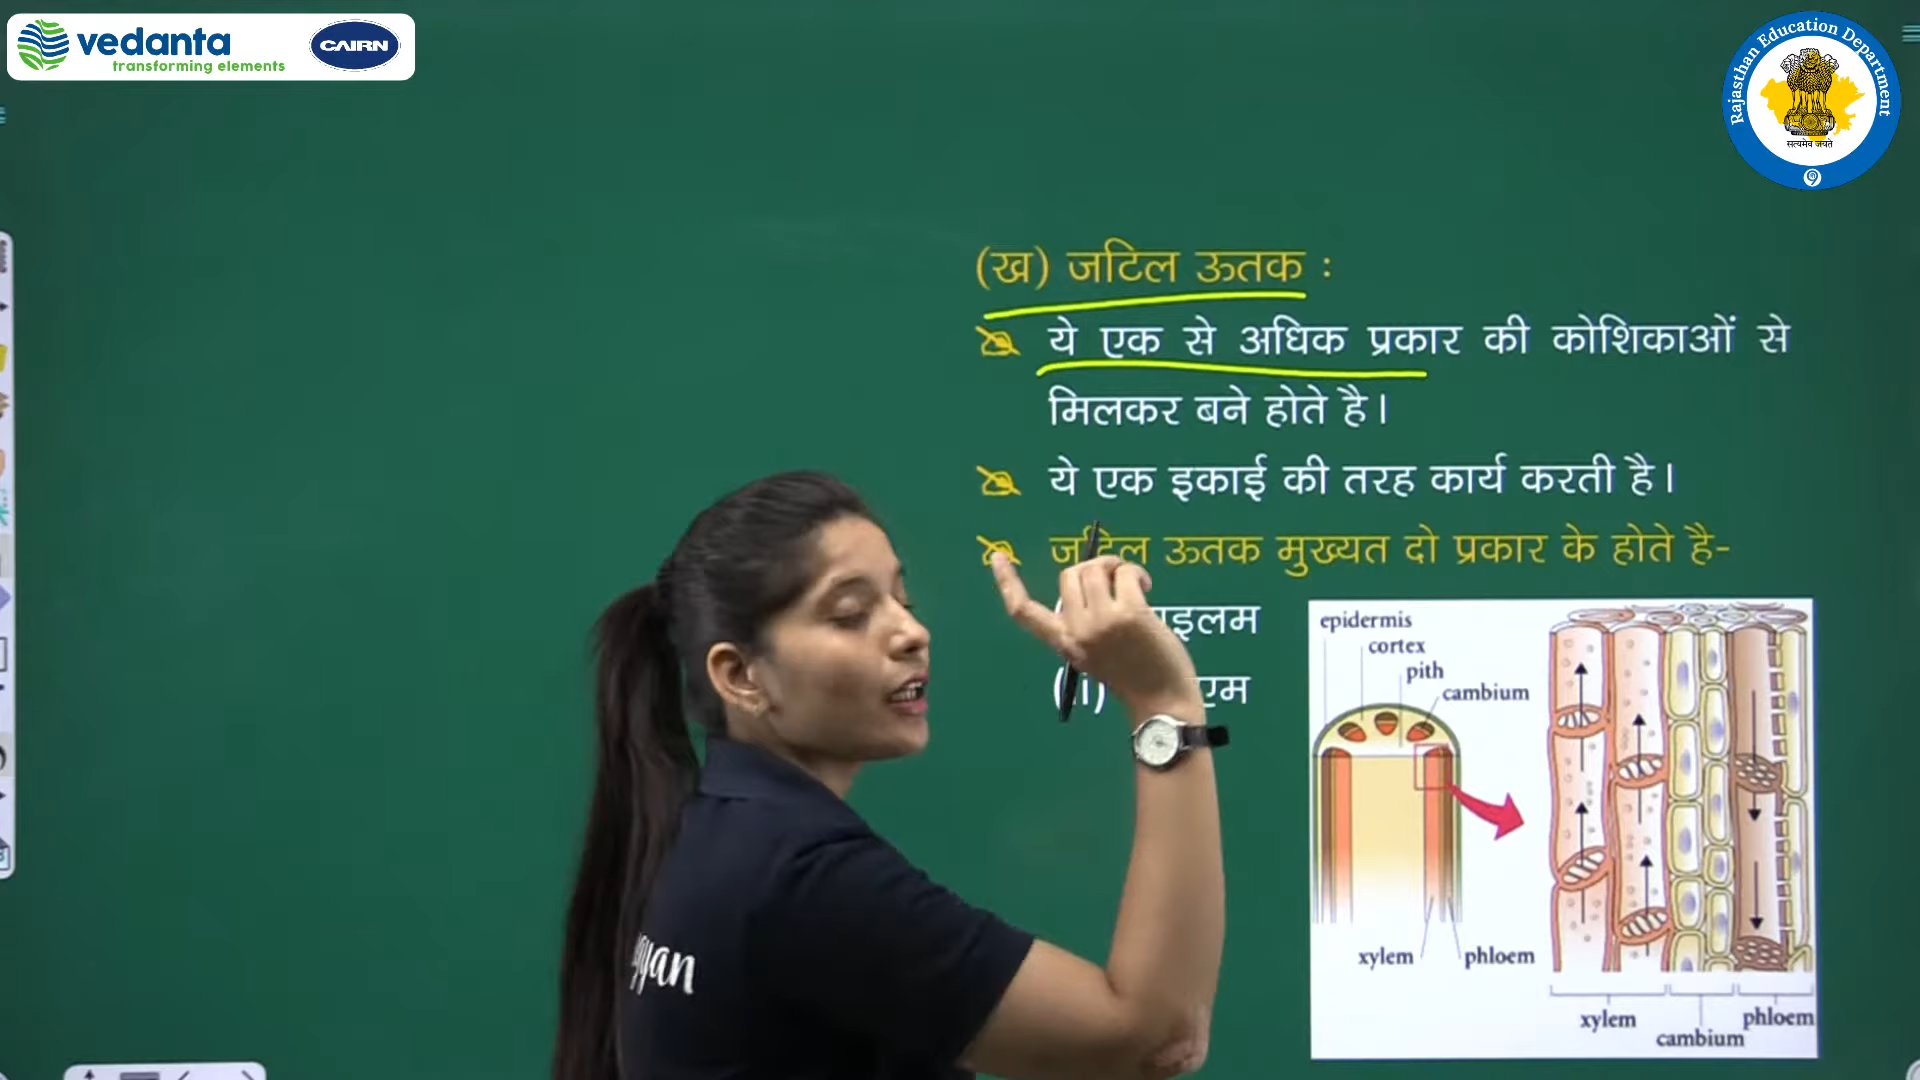 vedanta
transforming elements
CAIRN
Rajasthan Education Department
सत्यमेव जयते
(ख) जटिल ऊतक :
ये एक से अधिक प्रकार की कोशिकाओं से
मिलकर बने होते है।
ये एक इकाई की तरह कार्य करती है।
जटिल ऊतक मुख्यत दो प्रकार के होते है-
इलम
एम
epidermis
cortex
pith
cambium
xylem
phloem
xylem
cambium
phloem